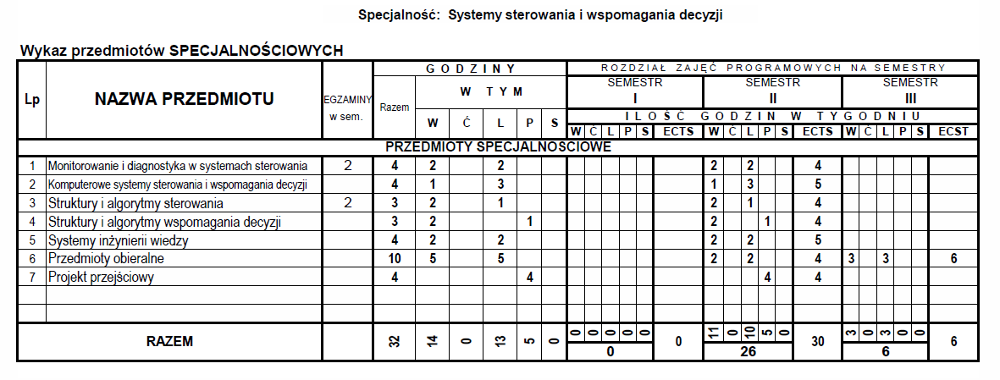 Specjalność: Systemy sterowania i wspomagania decyzji
Wykaz przedmiotów SPECJALNOŚCIOWYCH
Lp NAZWA PRZEDMIOTU EGZAMINY w sem. GODZINY ROZDZIAŁ ZAJĘĆ PROGRAMOWYCH NA SEMESTRY
Razem W TYM SEMESTR I SEMESTR II SEMESTR III
ILOŚĆ GODZIN W TYGODNIU
W Ć L P S W Ć L P S ECTS W Ć L P S ECTS W Ć L P S ECST
PRZEDMIOTY SPECJALNOŚCIOWE
1 Monitorowanie i diagnostyka w systemach sterowania 2 4 2 2 2 2 4
2 Komputerowe systemy sterowania i wspomagania decyzji 4 1 3 1 3 5
3 Struktury i algorytmy sterowania 2 3 2 1 2 1 4
4 Struktury i algorytmy wspomagania decyzji 3 2 1 2 1 4
5 Systemy inżynierii wiedzy 4 2 2 2 2 5
6 Przedmioty obieralne 10 5 5 2 2 4 3 3 6
7 Projekt przejściowy 4 4 4 4
RAZEM 32 14 0 13 5 0 0 0 0 0 0 0 11 0 10 5 0 30 3 0 3 0 0 6
0 26 6